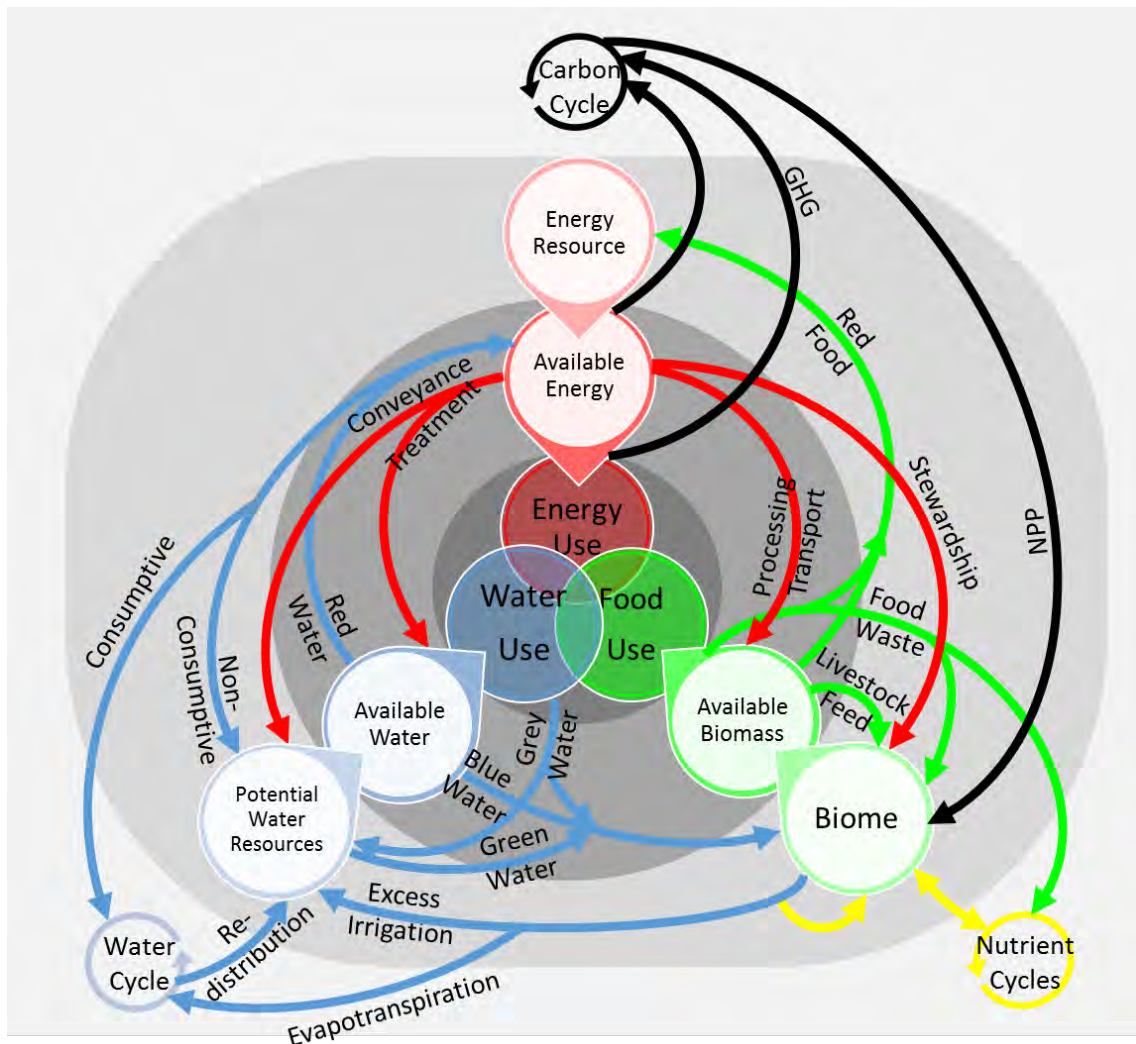 Carbon
Cycle
GHG
Energy
Resource
Red
Food
Available
Energy
Conveyance
Treatment
Stewardship
NPP
Energy
Use
Processing
Transport
Water
Use
Food
Use
Food
Waste
Consumptive
Non-
Consumptive
Red
Water
Available
Water
Available
Biomass
Livestock
Feed
Grey
Water
Blue
Water
Potential
Water
Resources
Green
Water
Biome
Excess
Irrigation
Water
Cycle
Re-
distribution
Evapotranspiration
Nutrient
Cycles